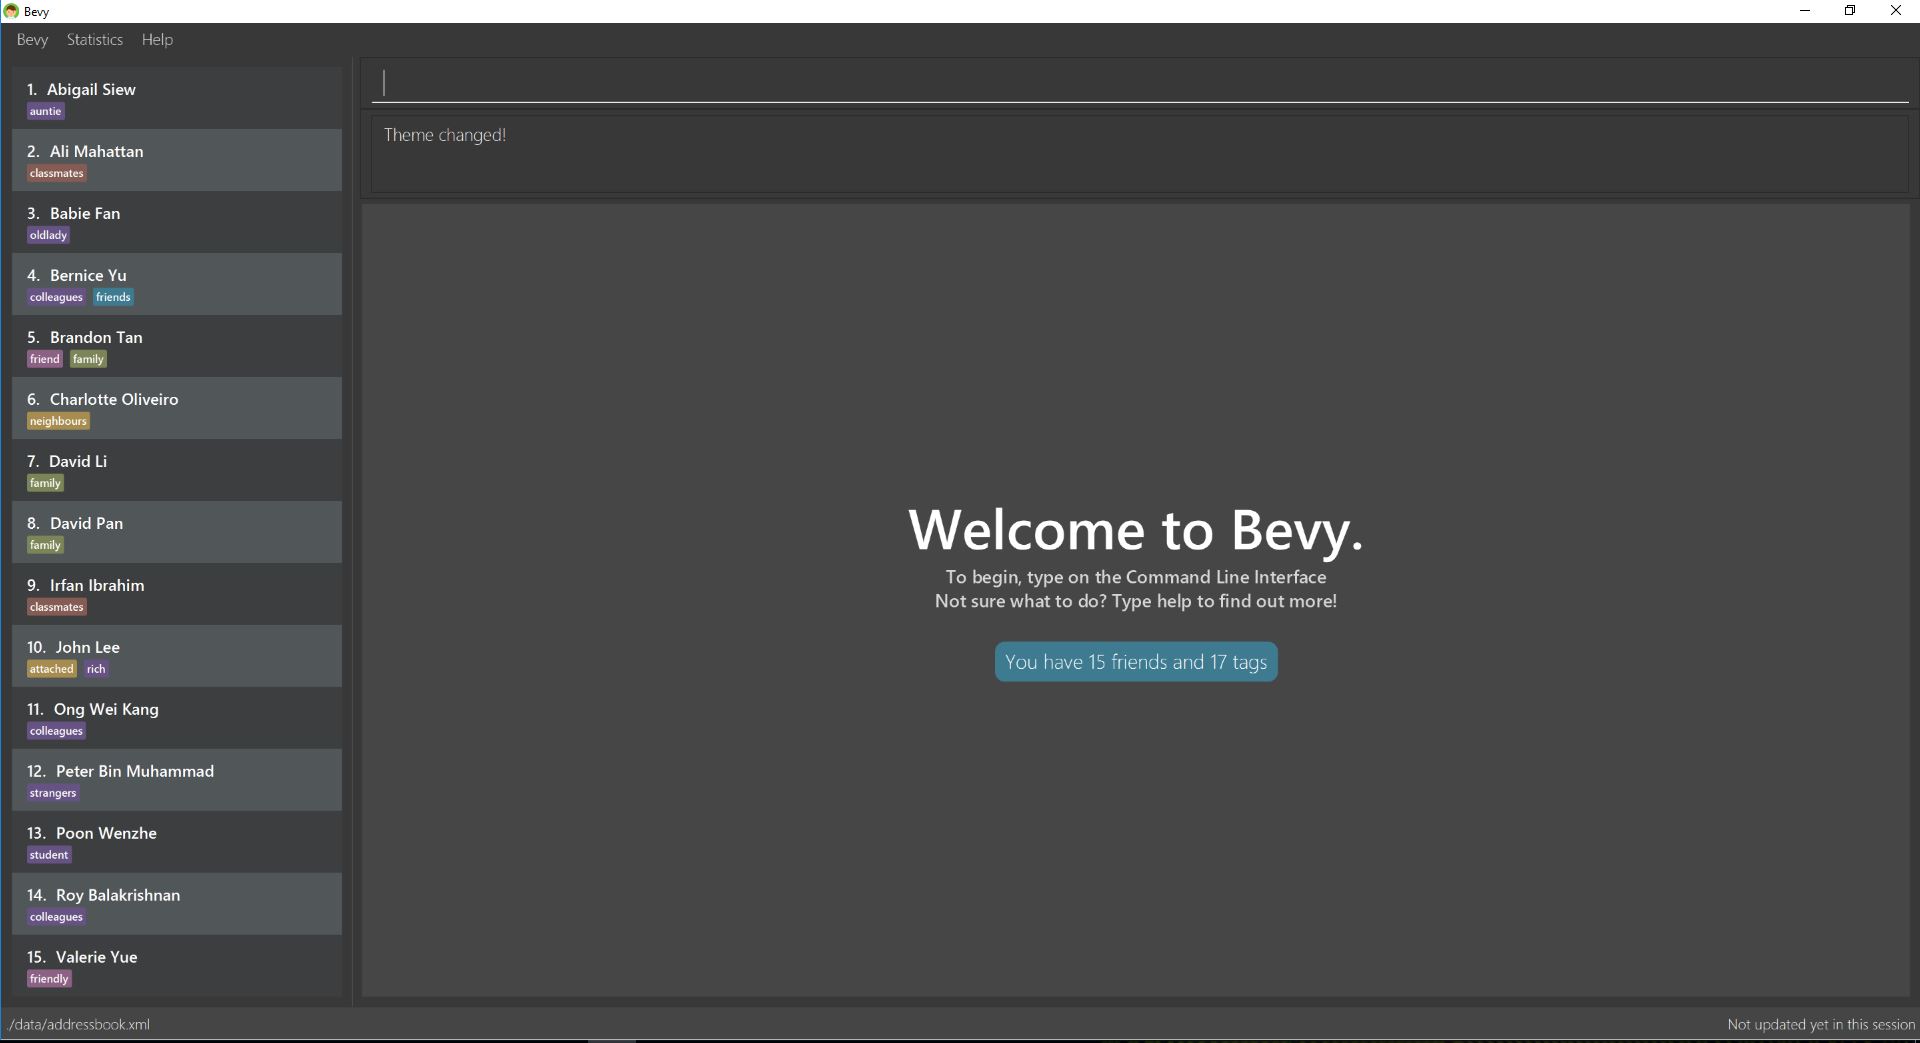 Bevy
Bevy Statistics Help
1. Abigail Siew
auntie
2. Ali Mahattan
classmates
3. Babie Fan
oldlady
4. Bernice Yu
colleagues friends
5. Brandon Tan
friend family
6. Charlotte Oliveiro
neighbours
7. David Li
family
8. David Pan
family
9. Irfan Ibrahim
classmates
10. John Lee
attached rich
11. Ong Wei Kang
colleagues
12. Peter Bin Muhammad
strangers
13. Poon Wenzhe
student
14. Roy Balakrishnan
colleagues
15. Valerie Yue
friendly
Theme changed!
Welcome to Bevy.
To begin, type on the Command Line Interface
Not sure what to do? Type help to find out more!
You have 15 friends and 17 tags
./data/addressbook.xml
Not updated yet in this session